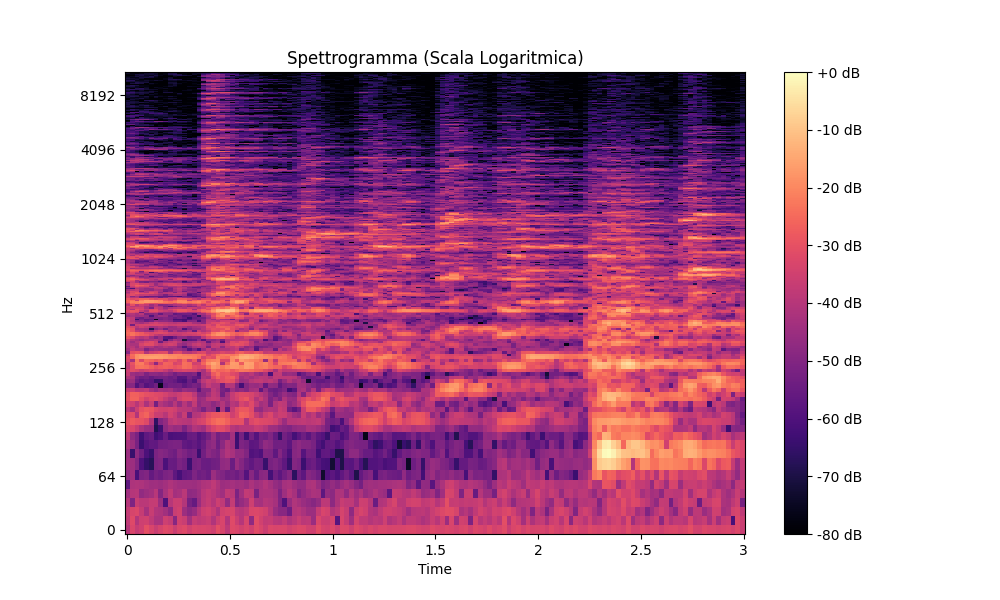 Spettrogramma (Scala Logaritmica)
Hz
8192
4096
2048
1024
512
256
128
64
0
0
0.5
1
1.5
2
2.5
3
Time
+0 dB
-10 dB
-20 dB
-30 dB
-40 dB
-50 dB
-60 dB
-70 dB
-80 dB